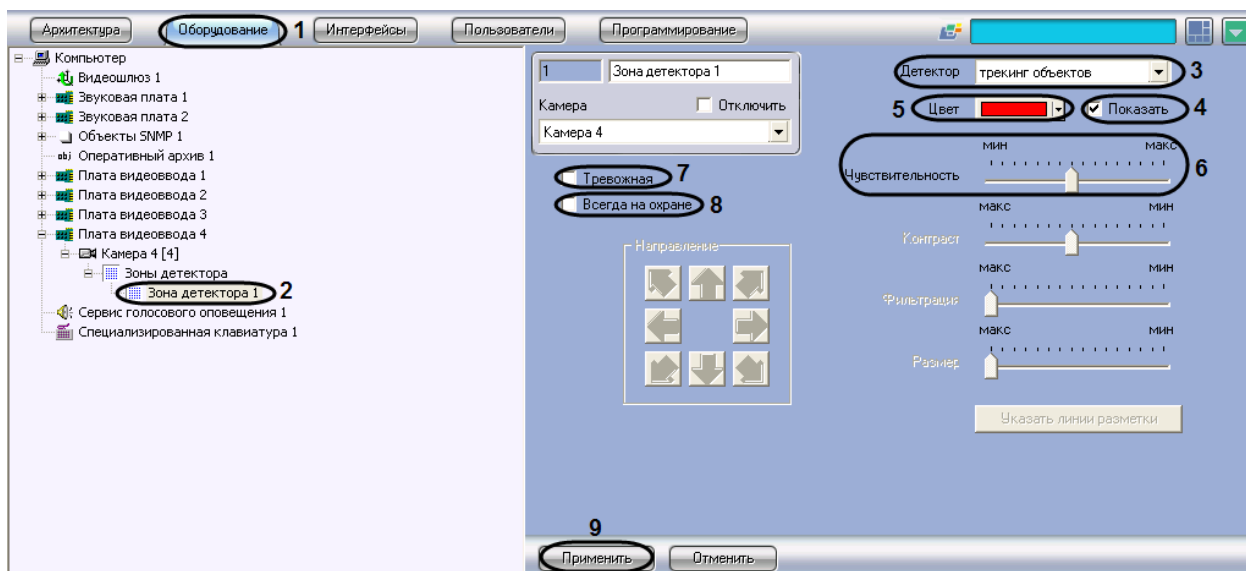 Архитектура Оборудование 1 Интерфейсы Пользователи Программирование
Компьютер
Видеошлюз 1
Звуковая плата 1
Звуковая плата 2
Объекты SNMP 1
obj Оперативный архив 1
Плата видеоввода 1
Плата видеоввода 2
Плата видеоввода 3
Плата видеоввода 4
Камера 4 [4]
Зоны детектора
Зона детектора 1 2
Сервис голосового оповещения 1
Специализированная клавиатура 1
1 Зона детектора 1
Камера Отключить
Камера 4
Тревожная 7
Всегда на охране 8
Направление
Детектор трекинг объектов 3
5 Цвет Показать 4
мин макс
Чувствительность 6
макс мин
Контраст
макс мин
Фильтрация
макс мин
Размер
Указать линии разметки
9
Применить Отменить